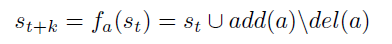 s_{t+k} = f_a(s_t) = s_t ∪ add(a)\del(a)